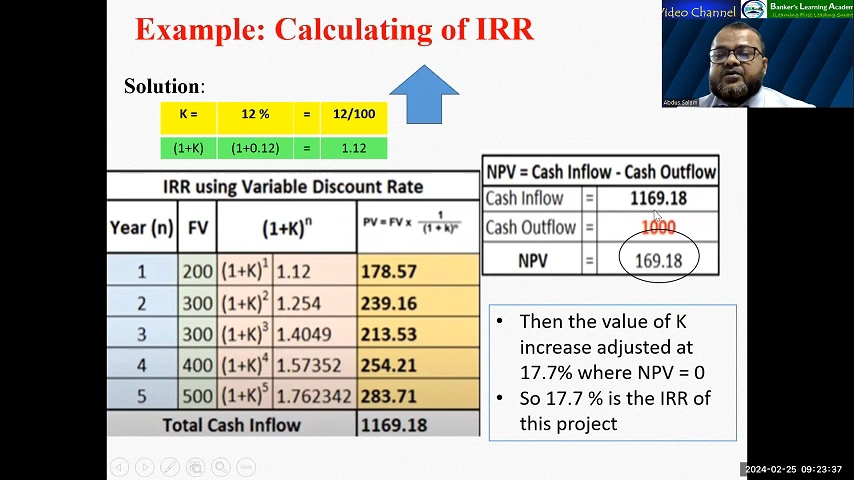 Example: Calculating of IRR
Video Channel
Banker's Learning Academ
Abdus Salam
Solution:
K = 12 % = 12/100
(1+K) (1+0.12) = 1.12
IRR using Variable Discount Rate
Year (n) FV (1+K)^n PV = FV x 1/(1 + k)^n
1 200 (1+K)^1 1.12 178.57
2 300 (1+K)^2 1.254 239.16
3 300 (1+K)^3 1.4049 213.53
4 400 (1+K)^4 1.57352 254.21
5 500 (1+K)^5 1.762342 283.71
Total Cash Inflow 1169.18
NPV = Cash Inflow - Cash Outflow
Cash Inflow = 1169.18
Cash Outflow = 1000
NPV = 169.18
• Then the value of K
increase adjusted at
17.7% where NPV = 0
• So 17.7 % is the IRR of
this project
2024-02-25 09:23:37